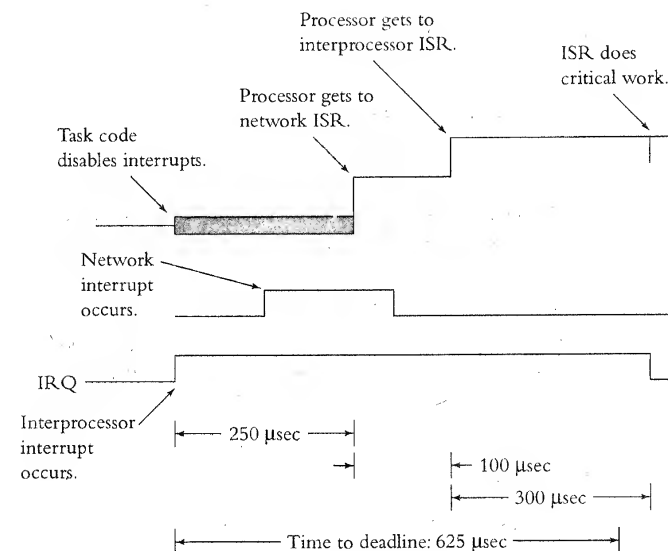 Processor gets to
interprocessor ISR.
ISR does
critical work.
Processor gets to
network ISR.
Task code
disables interrupts.
Network
interrupt
occurs.
IRQ
Interprocessor
interrupt
occurs.
250 µsec
100 µsec
300 µsec
Time to deadline: 625 µsec